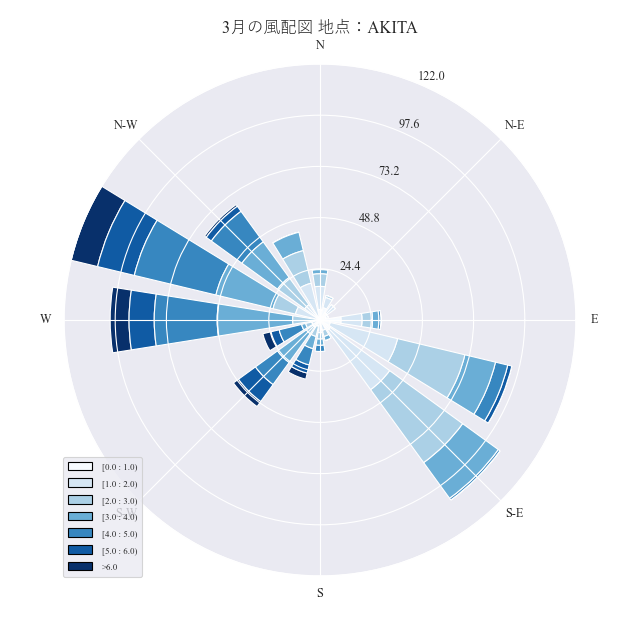 3月の風配図 地点：AKITA
N
122.0
N-W
N-E
97.6
73.2
48.8
24.4
W
E
[0.0 : 1.0)
[1.0 : 2.0)
[2.0 : 3.0)
S-W
[3.0 : 4.0)
[4.0 : 5.0)
[5.0 : 6.0)
>6.0
S-E
S